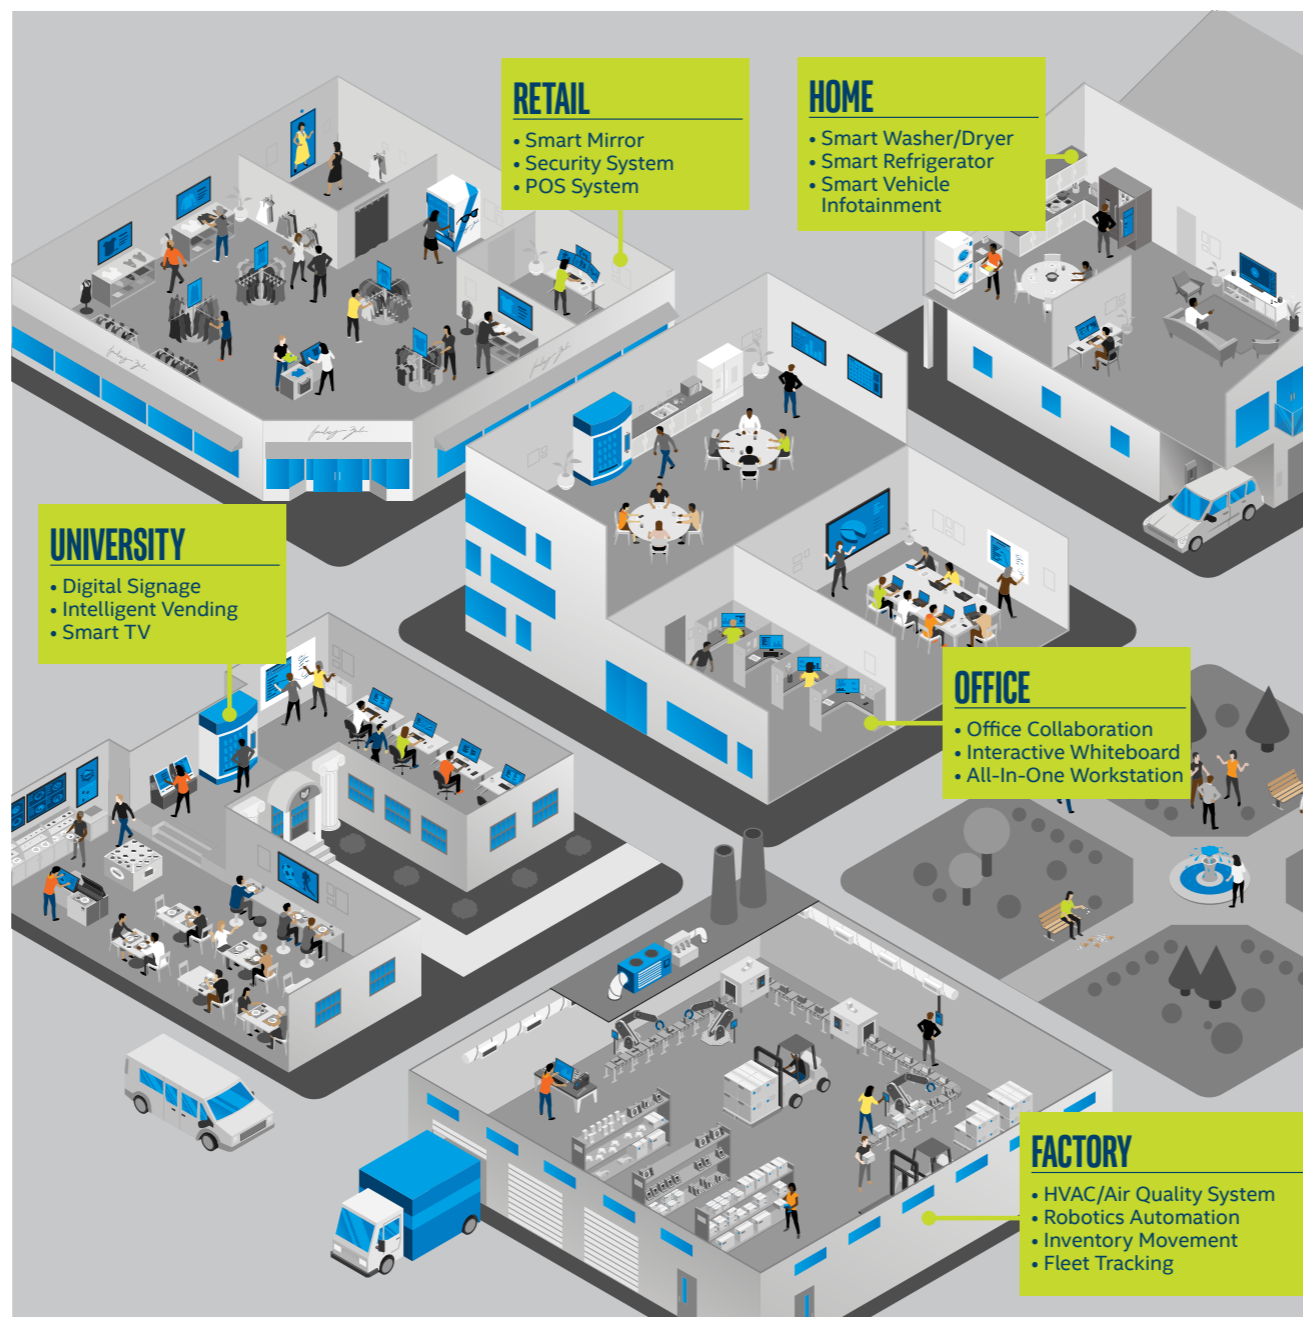 RETAIL
• Smart Mirror
• Security System
• POS System
HOME
• Smart Washer/Dryer
• Smart Refrigerator
• Smart Vehicle
Infotainment
UNIVERSITY
• Digital Signage
• Intelligent Vending
• Smart TV
OFFICE
• Office Collaboration
• Interactive Whiteboard
• All-In-One Workstation
FACTORY
• HVAC/Air Quality System
• Robotics Automation
• Inventory Movement
• Fleet Tracking